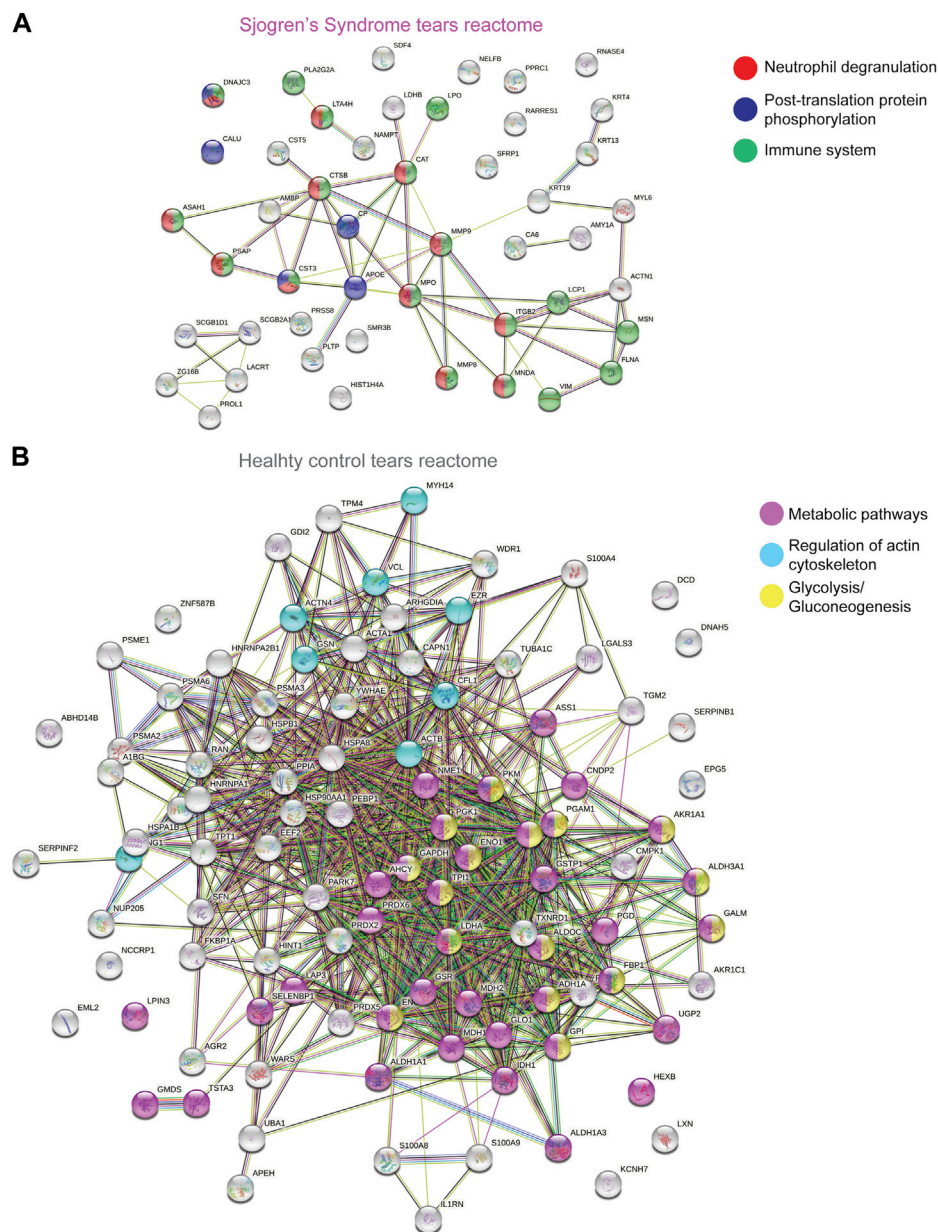 A
Sjogren's Syndrome tears reactome
SDF4
NELFB
RNASE4
PLA2G2A
PPRC1
DNAJC3
LDHB
LPO
LTA4H
KRT4
RARRES1
NAMPT
CALU
CST5
KRT13
SFRP1
CAT
CTSB
KRT19
MYL6
AMBP
ASAH1
CP
AMY1A
MMP9
CA6
PSAP
CST3
APOE
ACTN1
MPO
LCP1
ITGB2
PRSS8
SCGB2A1
SCGB1D1
MSN
SMR3B
PLTP
FLNA
LACRT
MMP8
ZG16B
MNDA
VIM
HIST1H4A
PROL1
Neutrophil degranulation
Post-translation protein
phosphorylation
Immune system
B
Healhty control tears reactome
MYH14
TPM4
GDI2
WDR1
VCL
S100A4
DCD
ZNF587B
ACTN4
ARHGDIA
EZR
DNAH5
PSME1
GSN
ACTA1
HNRNPA2B1
CAPN1
TUBA1C
LGALS3
PSMA6
PSMA3
YWHAE
CFL1
TGM2
ASS1
ABHD14B
HSPB1
SERPINB1
PSMA2
RAN
HSPA8
ACTB
A1BG
PPIA
NME1
PKM
CNDP2
EPG5
HNRNPA1
HSP90AA1
PEBP1
PGK1
PGAM1
AKR1A1
HSPA1B
TPT1
EEF2
ENO1
NG1
GAPDH
CMPK1
SERPINF2
AHCY
TPI1
GSTP1
ALDH3A1
SFN
PARK7
PRDX6
NUP205
PRDX2
LDHA
TXNRD1
PGD
GALM
ALDOC
NCCRP1
FKBP1A
HINT1
FBP1
AKR1C1
LAP3
GSR
ADH1A
SELENBP1
MDH2
EML2
LPIN3
PRDX5
EN
GLO1
GPI
UGP2
AGR2
MDH1
WARS
ALDH1A1
IDH1
HEXB
GMDS
TSTA3
UBA1
ALDH1A3
LXN
S100A8
S100A9
APEH
KCNH7
IL1RN
Metabolic pathways
Regulation of actin
cytoskeleton
Glycolysis/
Gluconeogenesis